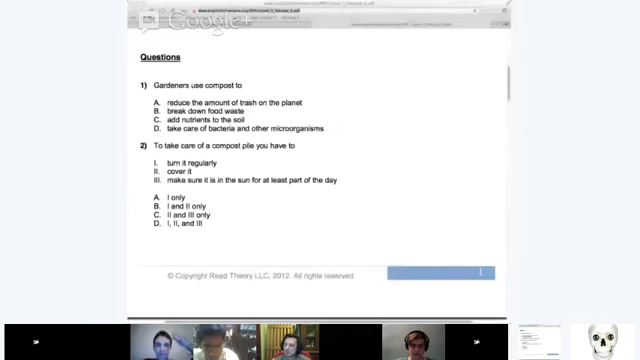 Google+
Questions
1) Gardeners use compost to
A. reduce the amount of trash on the planet
B. break down food waste
C. add nutrients to the soil
D. take care of bacteria and other microorganisms
2) To take care of a compost pile you have to
I. turn it regularly
II. cover it
III. make sure it is in the sun for at least part of the day
A. I only
B. I and II only
C. II and III only
D. I, II, and III
© Copyright Read Theory LLC, 2012. All rights reserved.
1